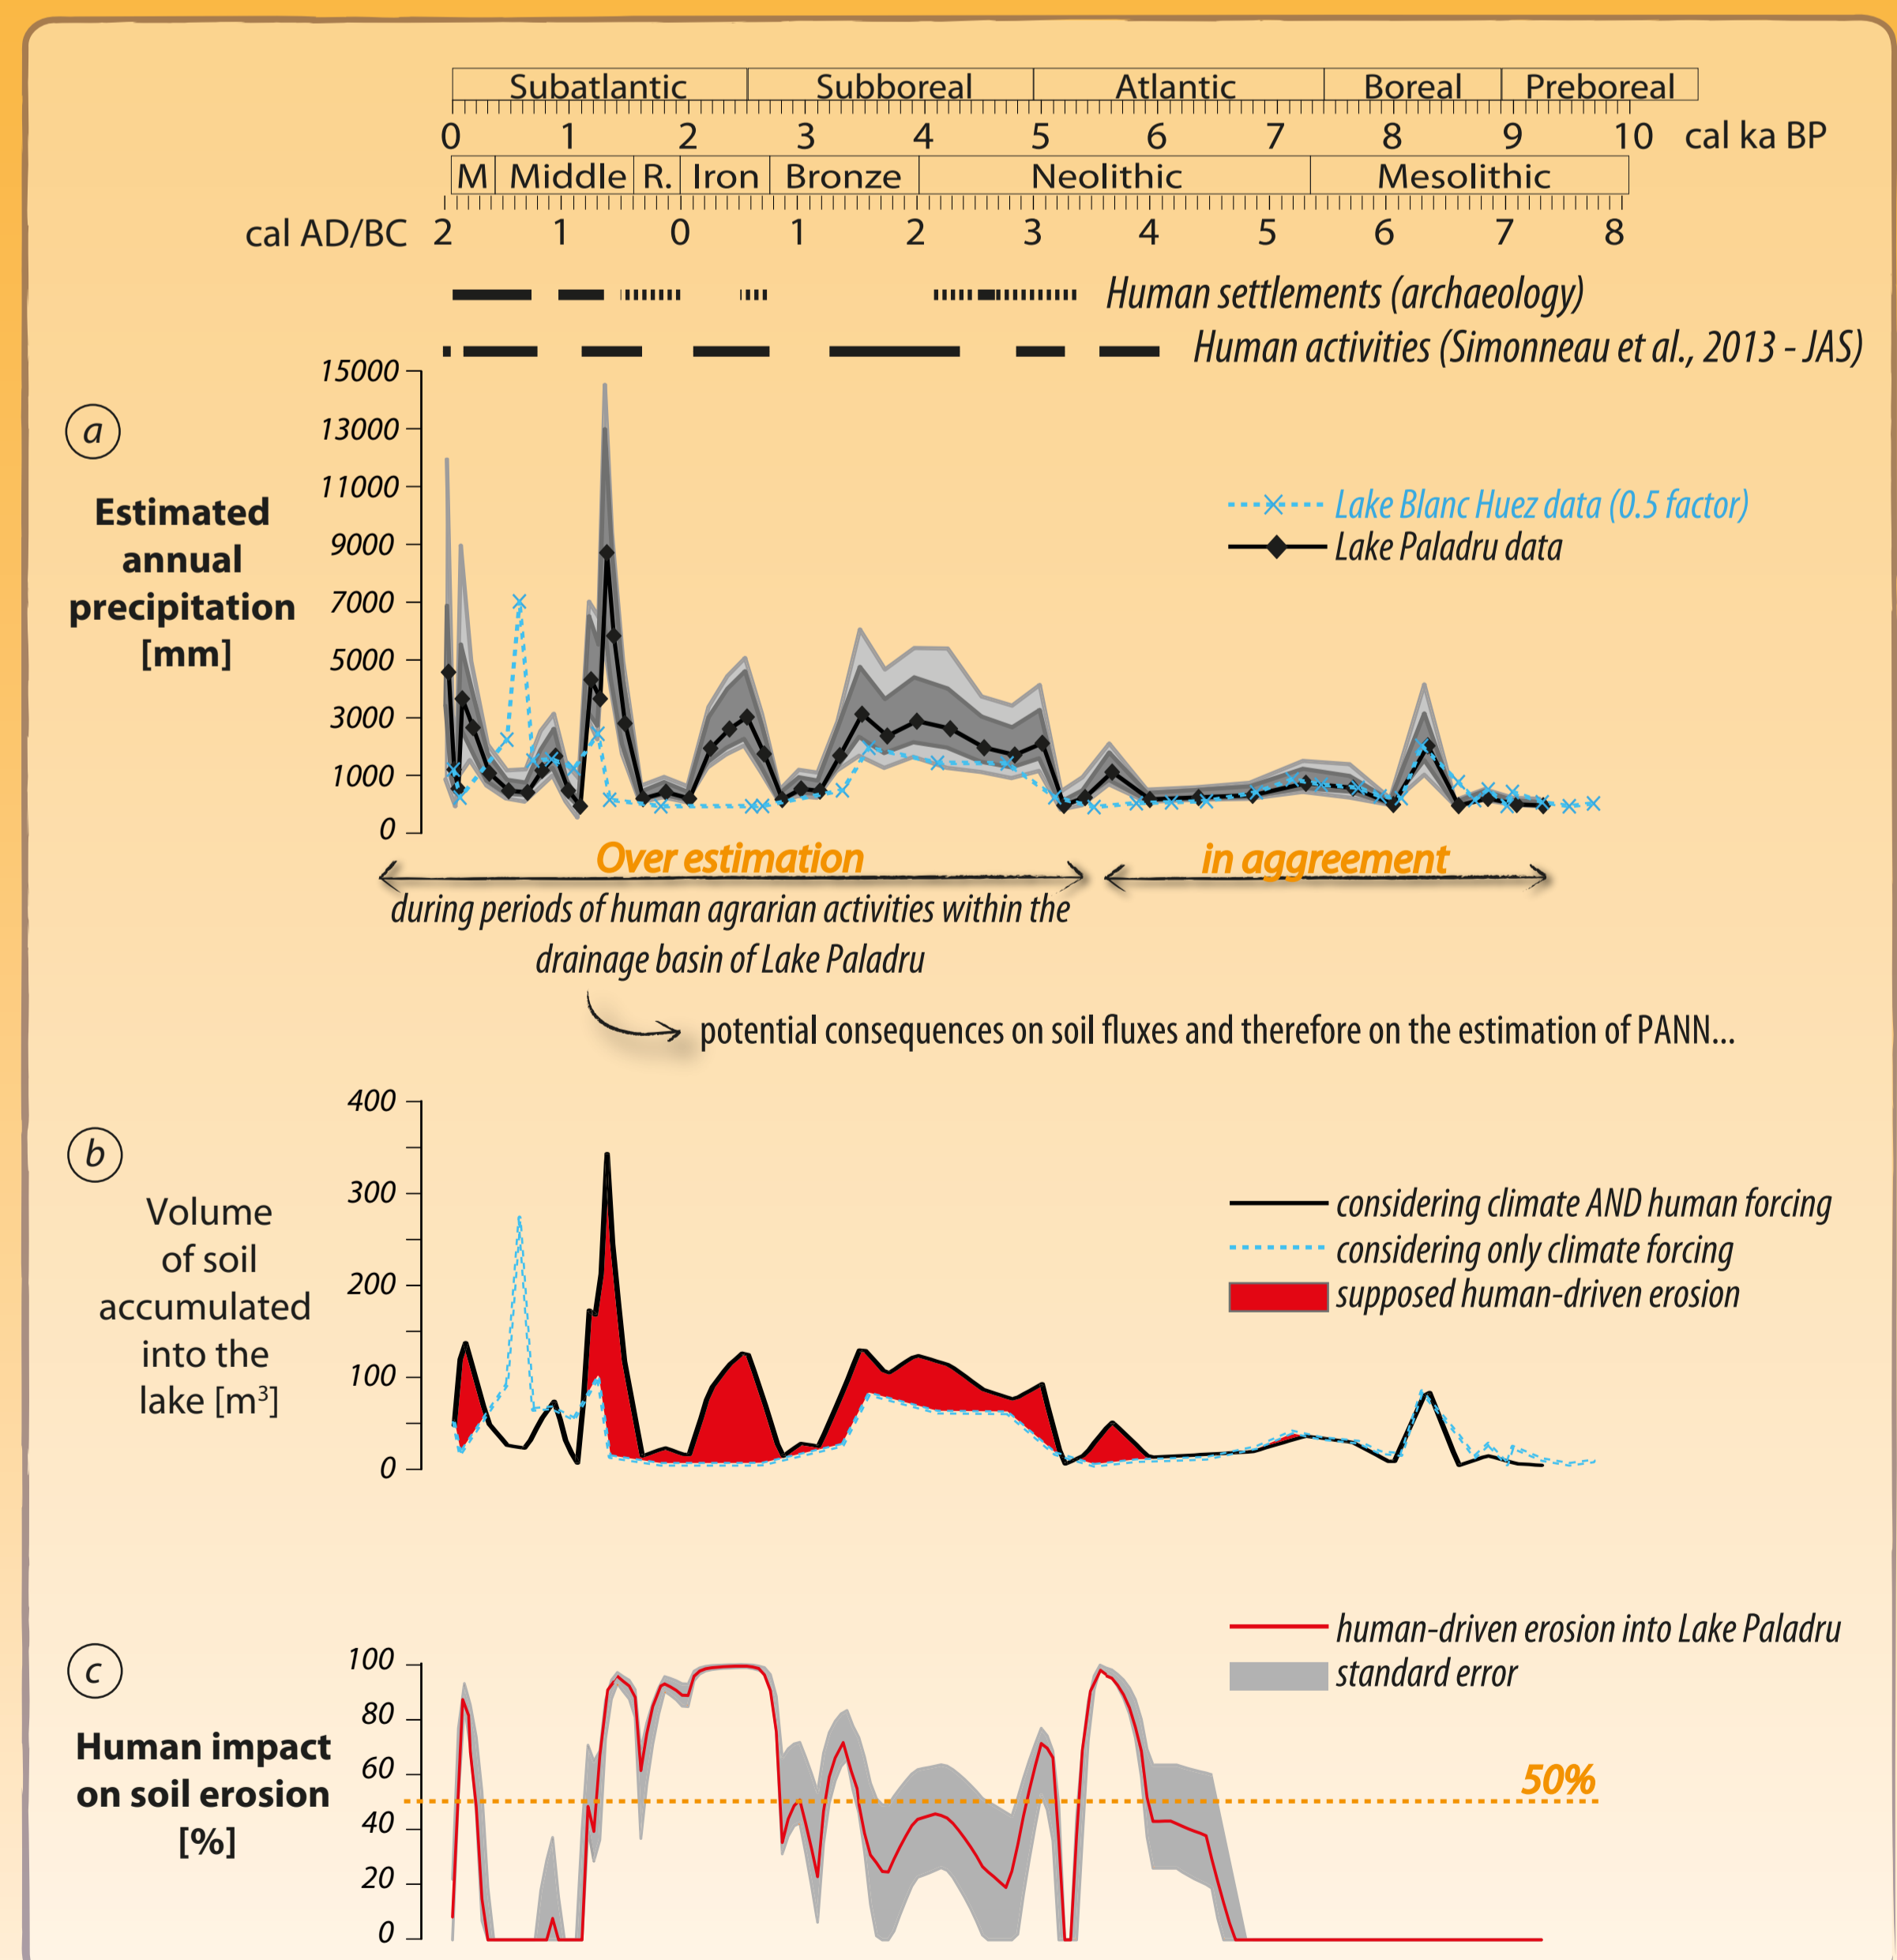 Subatlantic Subboreal Atlantic Boreal Preboreal
0 1 2 3 4 5 6 7 8 9 10 cal ka BP
M Middle R. Iron Bronze Neolithic Mesolithic
cal AD/BC 2 1 0 1 2 3 4 5 6 7 8
Human settlements (archaeology)
Human activities (Simonneau et al., 2013 - JAS)
a
Estimated
annual
precipitation
[mm]
15000
13000
11000
9000
7000
5000
3000
1000
0
Lake Blanc Huez data (0.5 factor)
Lake Paladru data
Over estimation
in aggreement
during periods of human agrarian activities within the
drainage basin of Lake Paladru
potential consequences on soil fluxes and therefore on the estimation of PANN...
b
Volume
of soil
accumulated
into the
lake [m³]
400
300
200
100
0
considering climate AND human forcing
considering only climate forcing
supposed human-driven erosion
c
Human impact
on soil erosion
[%]
100
80
60
40
20
0
human-driven erosion into Lake Paladru
standard error
50%